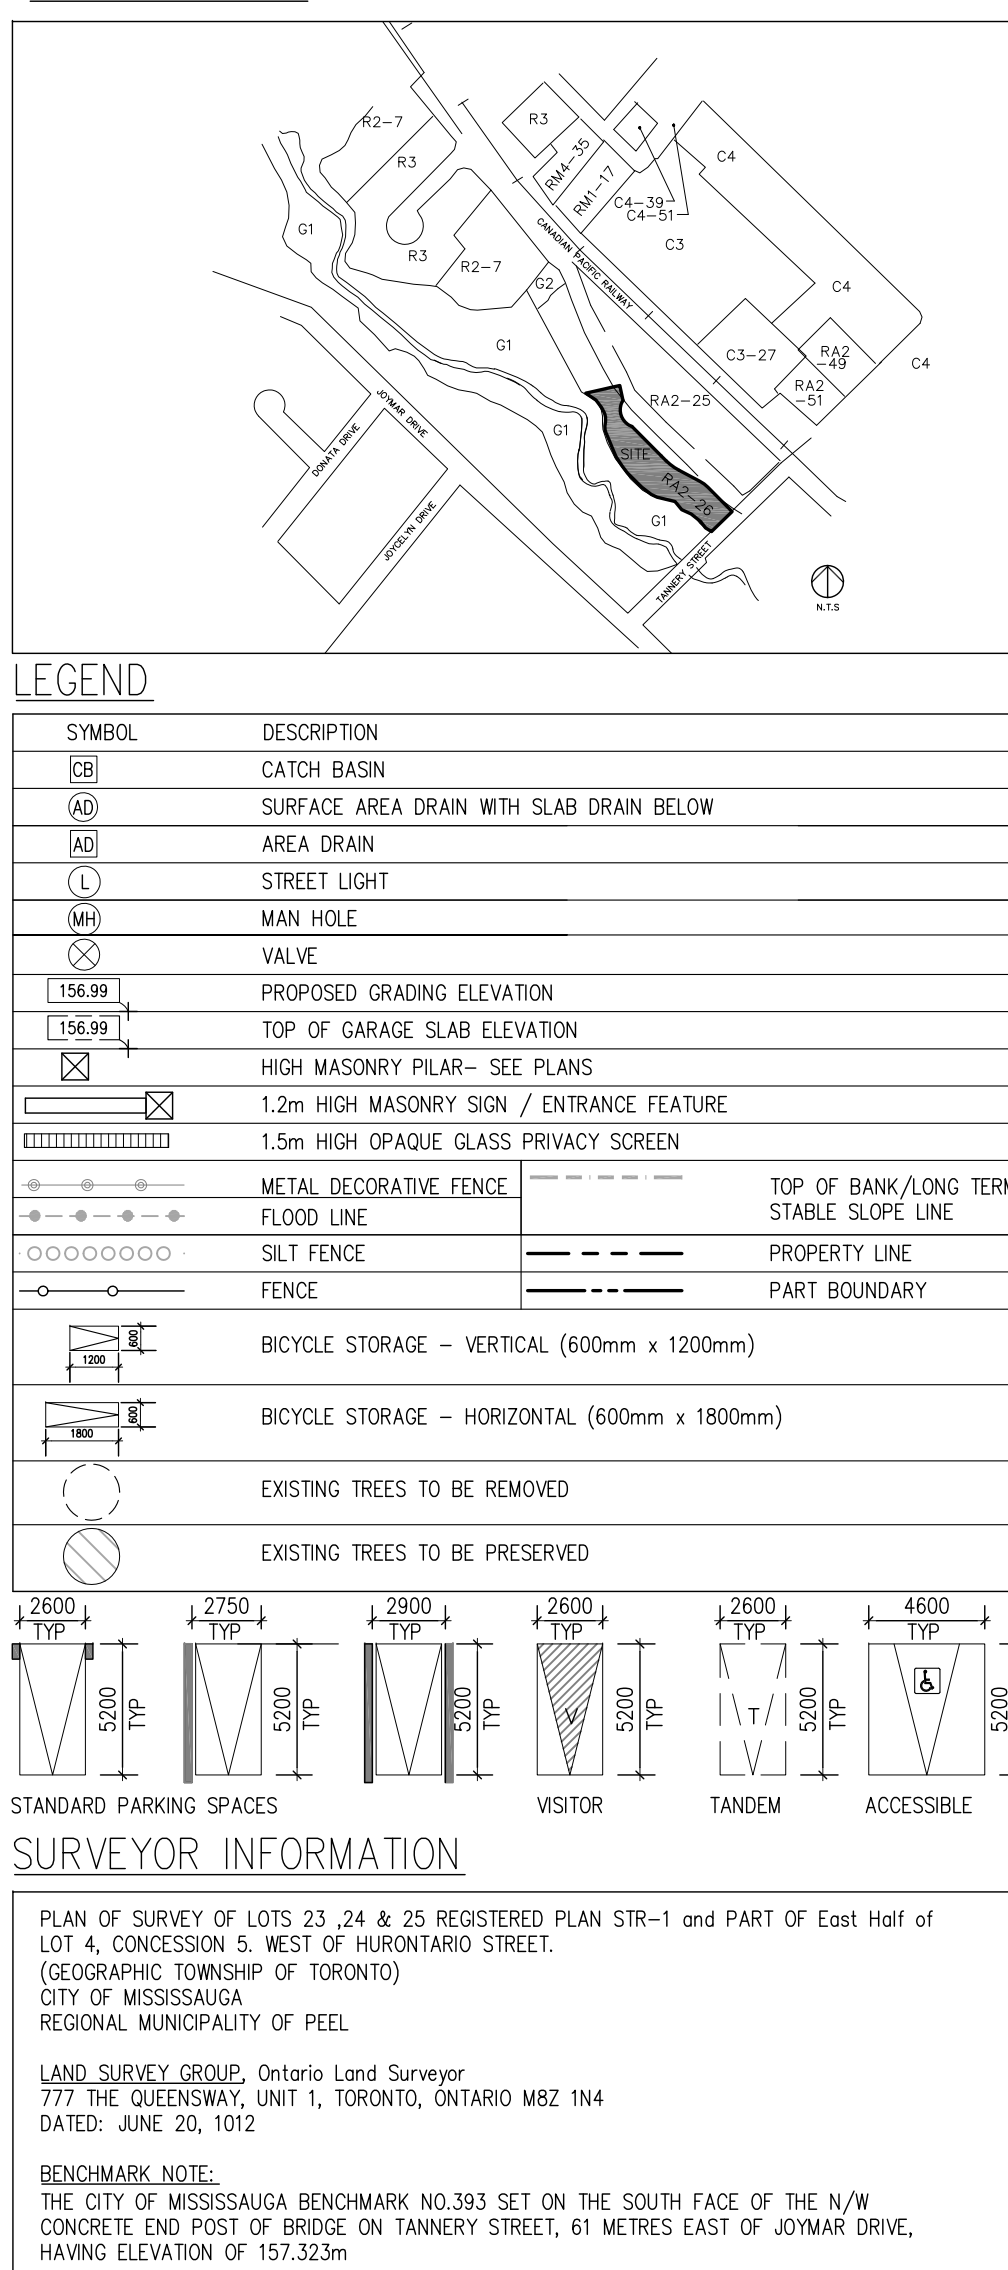 R2-7
R3
R3
RM4-35
RM1-17
C4-39
C4-51
C4
C3
G1
R3
R2-7
G2
CANADIAN PACIFIC RAILWAY
C4
G1
C3-27
RA2
-49
RA2
-51
C4
RA2-25
JOYMAR DRIVE
DONATA DRIVE
G1
SITE
RA2-26
JOYCELYN DRIVE
G1
TANNERY STREET
N.T.S
LEGEND
SYMBOL DESCRIPTION
CB CATCH BASIN
AD SURFACE AREA DRAIN WITH SLAB DRAIN BELOW
AD AREA DRAIN
L STREET LIGHT
MH MAN HOLE
VALVE
156.99 PROPOSED GRADING ELEVATION
156.99 TOP OF GARAGE SLAB ELEVATION
HIGH MASONRY PILAR- SEE PLANS
1.2m HIGH MASONRY SIGN / ENTRANCE FEATURE
1.5m HIGH OPAQUE GLASS PRIVACY SCREEN
METAL DECORATIVE FENCE
TOP OF BANK/LONG TERM
STABLE SLOPE LINE
FLOOD LINE
SILT FENCE PROPERTY LINE
FENCE PART BOUNDARY
600
1200
BICYCLE STORAGE - VERTICAL (600mm x 1200mm)
600
1800
BICYCLE STORAGE - HORIZONTAL (600mm x 1800mm)
EXISTING TREES TO BE REMOVED
EXISTING TREES TO BE PRESERVED
2600 2750 2900 2600 2600 4600
TYP TYP TYP TYP TYP TYP
5200 TYP 5200 TYP 5200 TYP V 5200 TYP T 5200 TYP 5200
STANDARD PARKING SPACES VISITOR TANDEM ACCESSIBLE
SURVEYOR INFORMATION
PLAN OF SURVEY OF LOTS 23 ,24 & 25 REGISTERED PLAN STR-1 and PART OF East Half of
LOT 4, CONCESSION 5. WEST OF HURONTARIO STREET.
(GEOGRAPHIC TOWNSHIP OF TORONTO)
CITY OF MISSISSAUGA
REGIONAL MUNICIPALITY OF PEEL
LAND SURVEY GROUP, Ontario Land Surveyor
777 THE QUEENSWAY, UNIT 1, TORONTO, ONTARIO M8Z 1N4
DATED: JUNE 20, 1012
BENCHMARK NOTE:
THE CITY OF MISSISSAUGA BENCHMARK NO.393 SET ON THE SOUTH FACE OF THE N/W
CONCRETE END POST OF BRIDGE ON TANNERY STREET, 61 METRES EAST OF JOYMAR DRIVE,
HAVING ELEVATION OF 157.323m